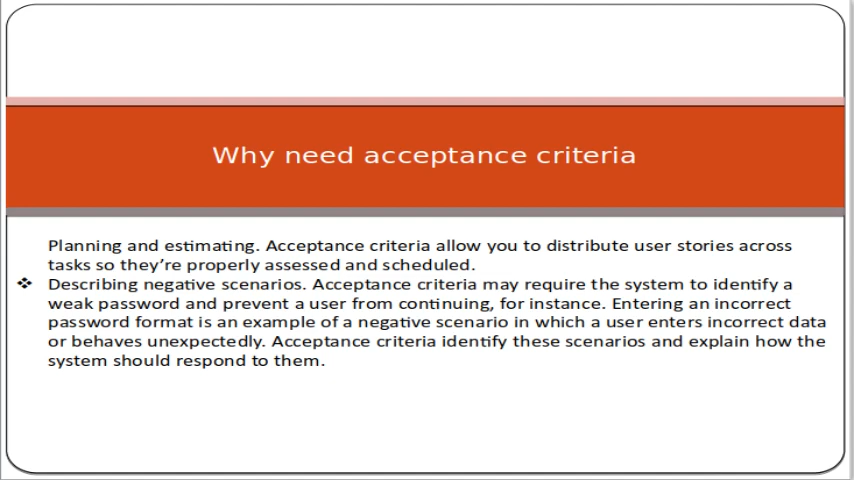 Why need acceptance criteria
Planning and estimating. Acceptance criteria allow you to distribute user stories across
tasks so they’re properly assessed and scheduled.
❖ Describing negative scenarios. Acceptance criteria may require the system to identify a
weak password and prevent a user from continuing, for instance. Entering an incorrect
password format is an example of a negative scenario in which a user enters incorrect data
or behaves unexpectedly. Acceptance criteria identify these scenarios and explain how the
system should respond to them.